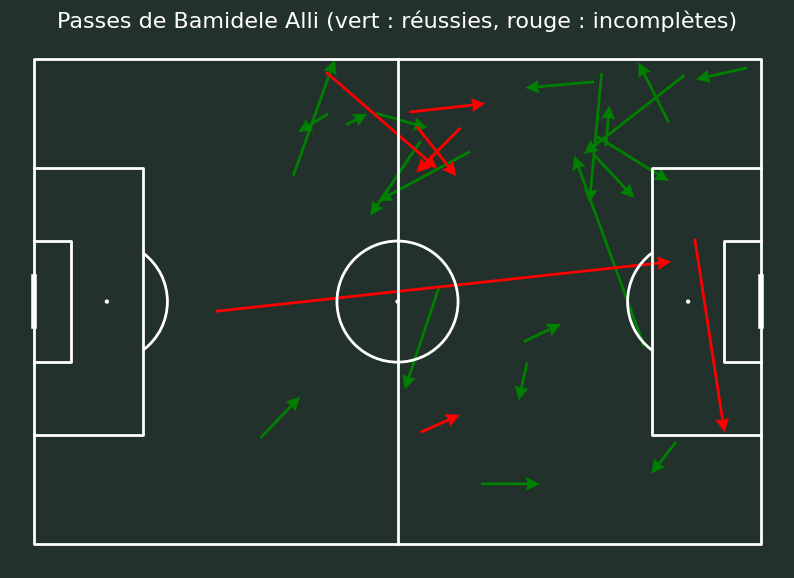 Passes de Bamidele Alli (vert : réussies, rouge : incomplètes)